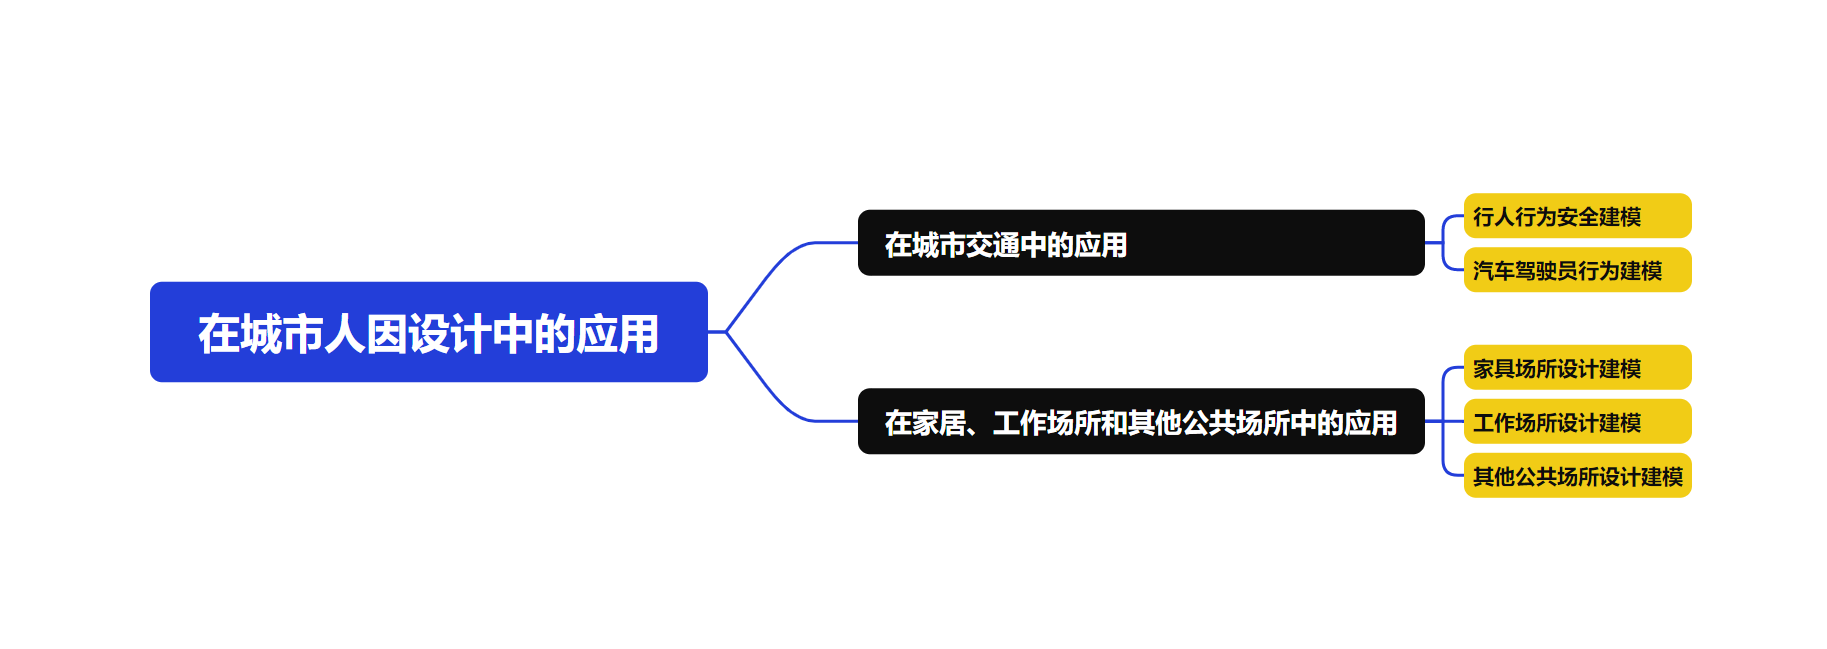 在城市人因设计中的应用
在城市交通中的应用
行人行为安全建模
汽车驾驶员行为建模
在家居、工作场所和其他公共场所中的应用
家具场所设计建模
工作场所设计建模
其他公共场所设计建模